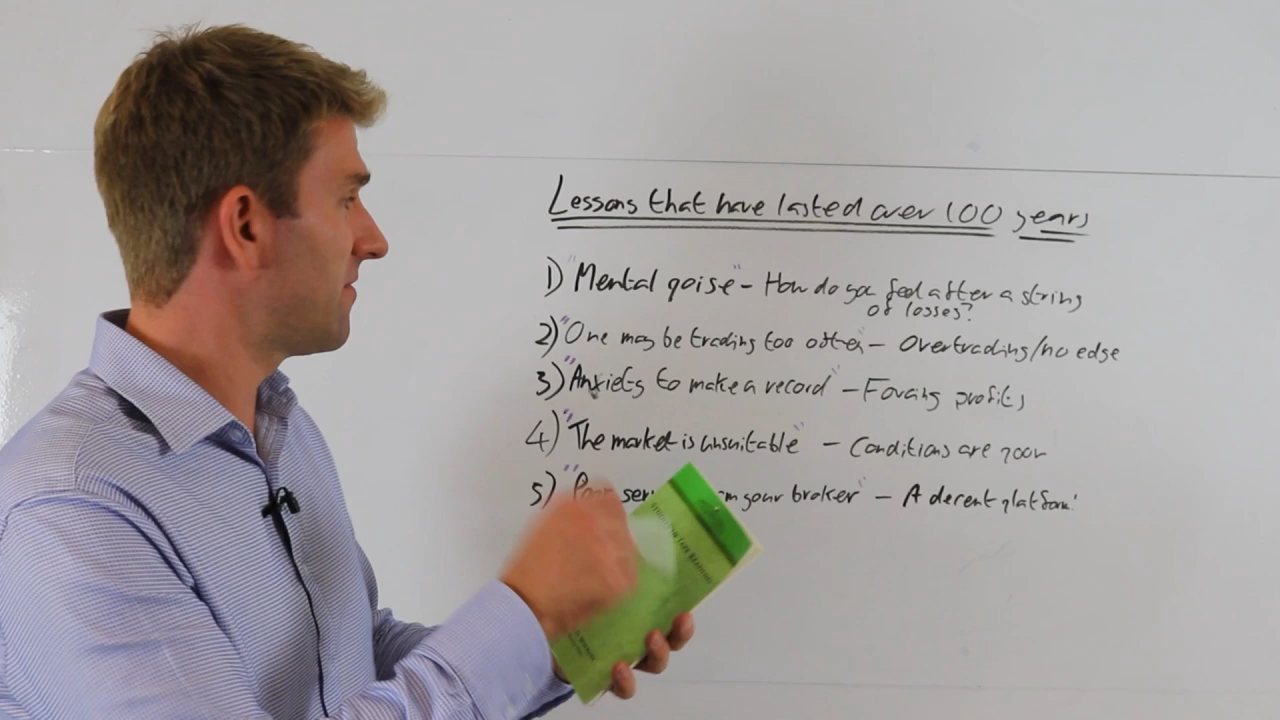 Lessons that have lasted over 100 years
1) "Mental poise" - How do you feel after a string
of losses?
2) "One may be trading too often" - Overtrading/no edge
3) "Anxiety to make a record" - Forcing profits
4) "The market is unsuitable" - Conditions are poor
5) "Poor your broker" - A decent platform!
Tape Reading